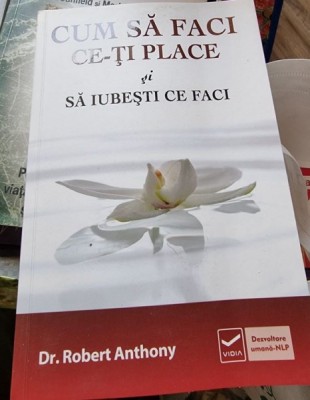 CUM SĂ FACI
CE-ȚI PLACE
și
SĂ IUBEȘTI CE FACI
Dr. Robert Anthony
VIDIA
Dezvoltare
umană-NLP